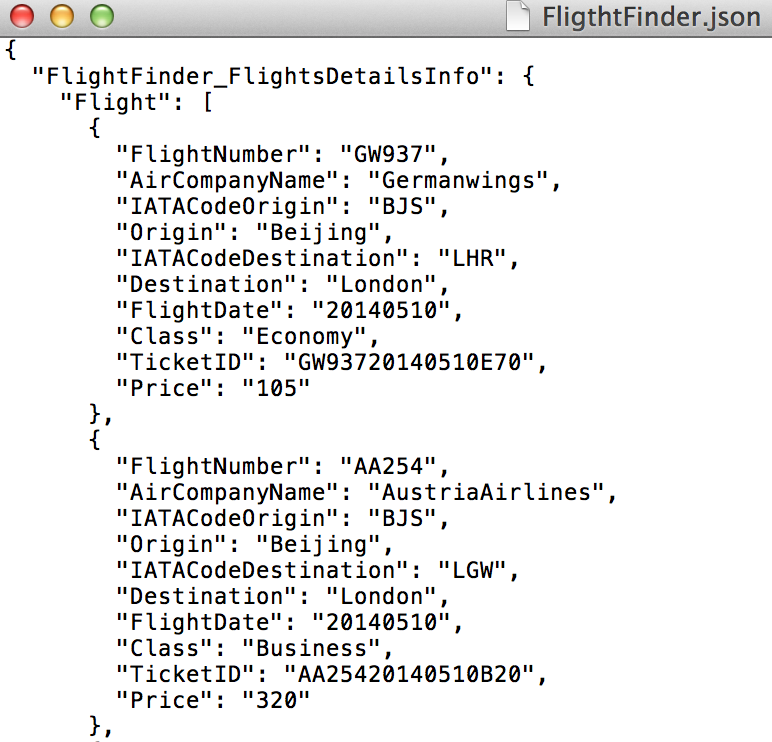 FligthtFinder.json
{
  "FlightFinder_FlightsDetailsInfo": {
    "Flight": [
      {
        "FlightNumber": "GW937",
        "AirCompanyName": "Germanwings",
        "IATACodeOrigin": "BJS",
        "Origin": "Beijing",
        "IATACodeDestination": "LHR",
        "Destination": "London",
        "FlightDate": "20140510",
        "Class": "Economy",
        "TicketID": "GW93720140510E70",
        "Price": "105"
      },
      {
        "FlightNumber": "AA254",
        "AirCompanyName": "AustriaAirlines",
        "IATACodeOrigin": "BJS",
        "Origin": "Beijing",
        "IATACodeDestination": "LGW",
        "Destination": "London",
        "FlightDate": "20140510",
        "Class": "Business",
        "TicketID": "AA25420140510B20",
        "Price": "320"
      },